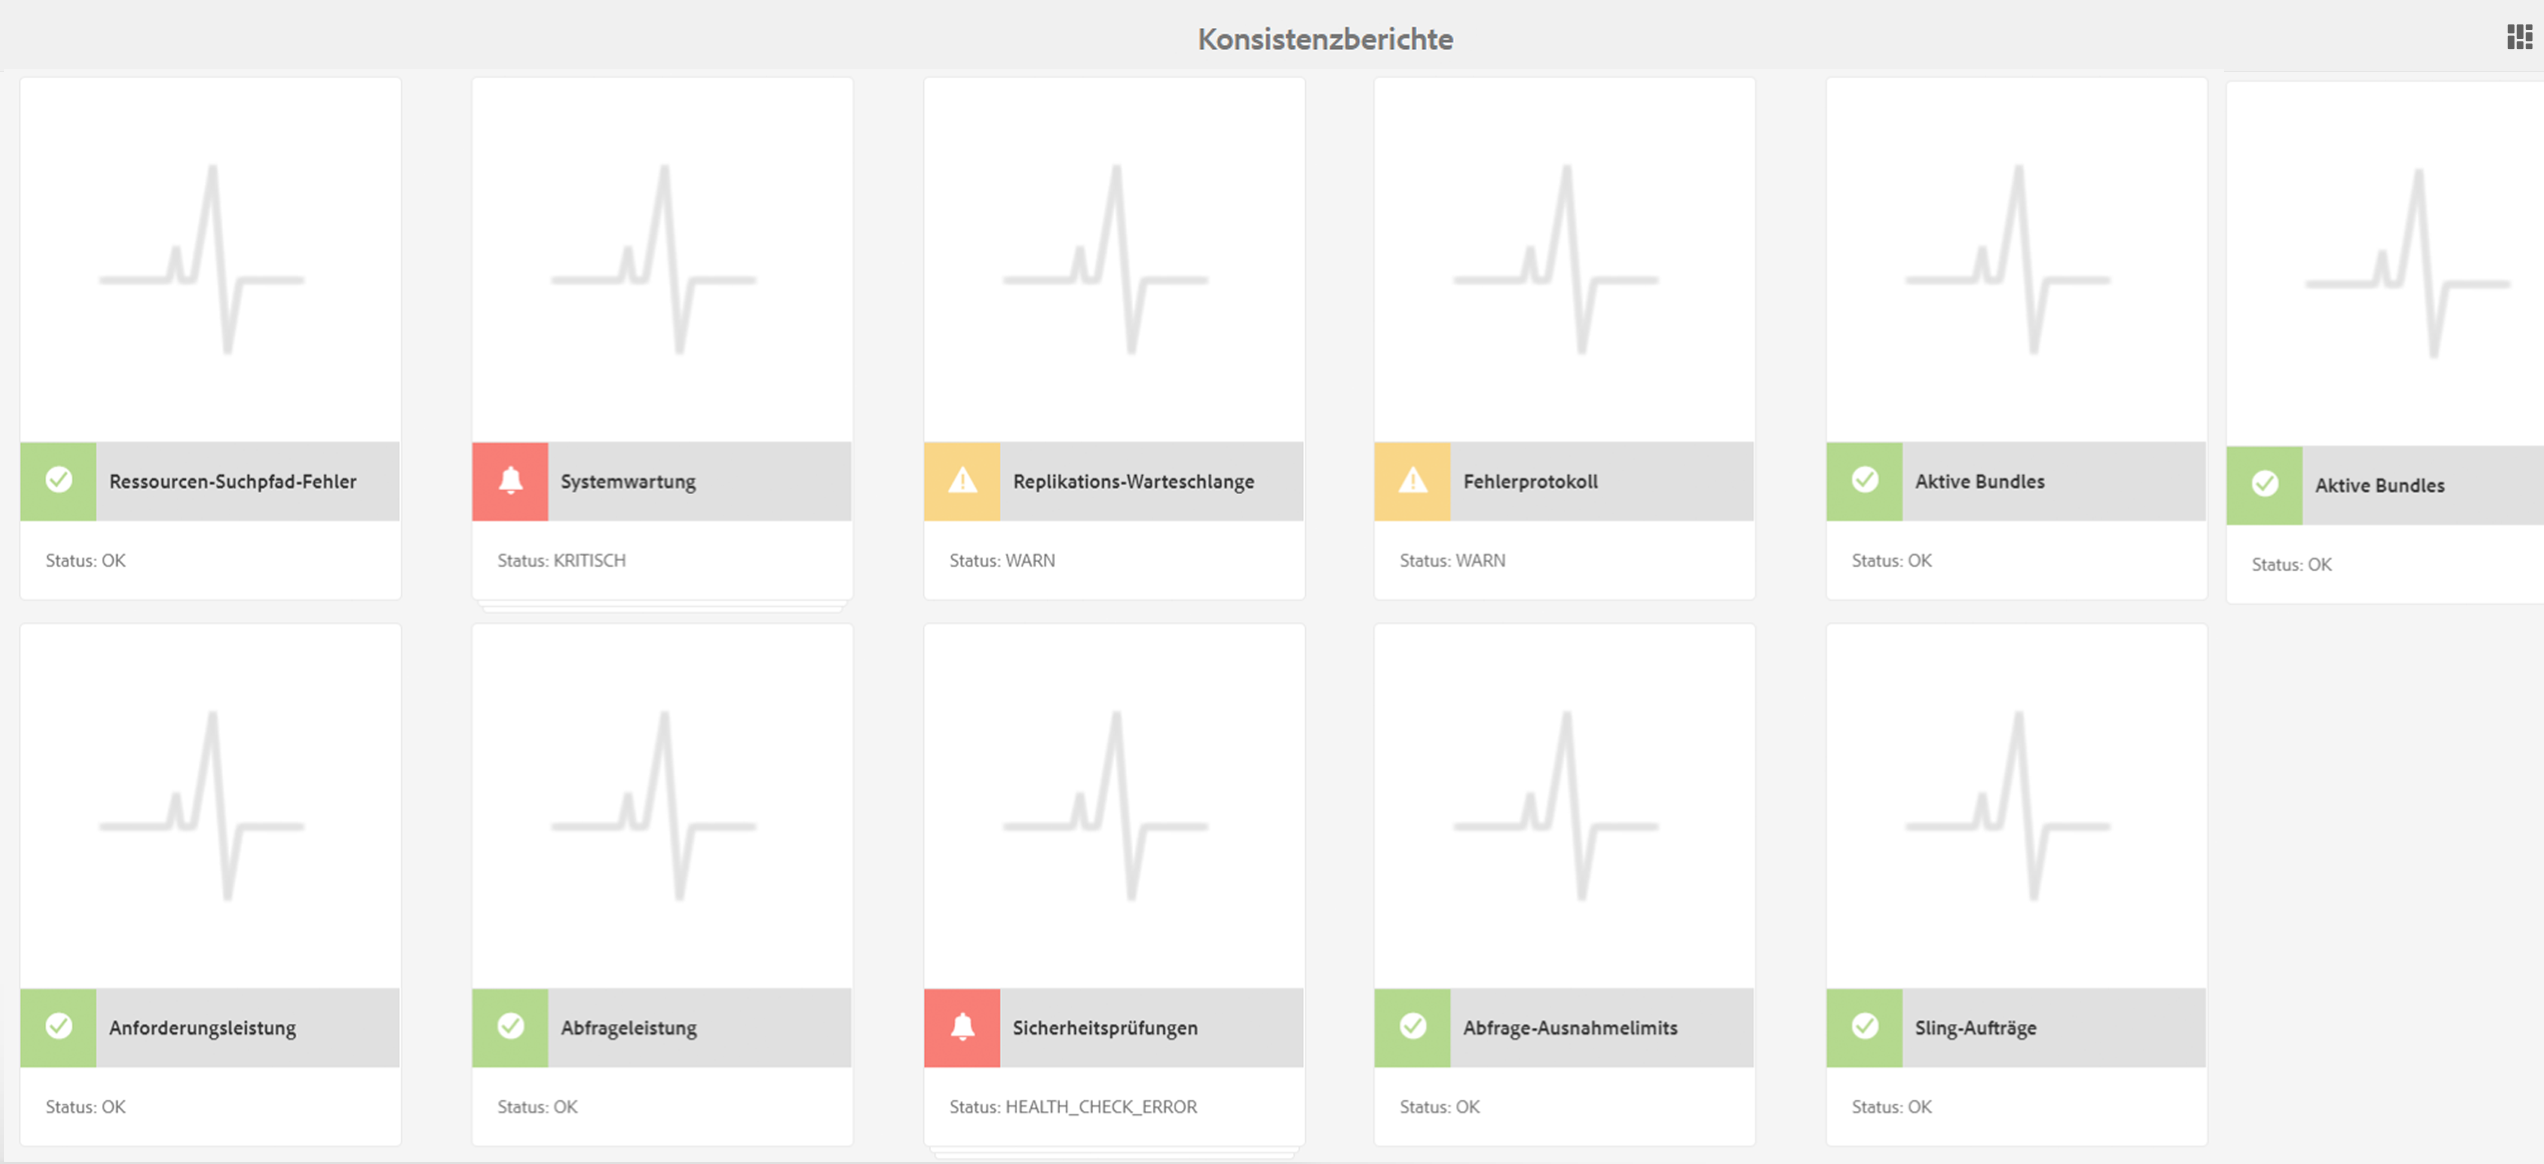 Konsistenzberichte
Ressourcen-Suchpfad-Fehler
Status: OK
Systemwartung
Status: KRITISCH
Replikations-Warteschlange
Status: WARN
Fehlerprotokoll
Status: WARN
Aktive Bundles
Status: OK
Aktive Bundles
Status: OK
Anforderungsleistung
Status: OK
Abfrageleistung
Status: OK
Sicherheitsprüfungen
Status: HEALTH_CHECK_ERROR
Abfrage-Ausnahmelimits
Status: OK
Sling-Aufträge
Status: OK